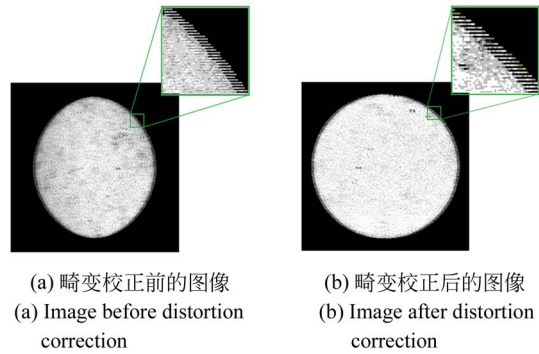 (a) 畸变校正前的图像
(a) Image before distortion
correction
(b) 畸变校正后的图像
(b) Image after distortion
correction